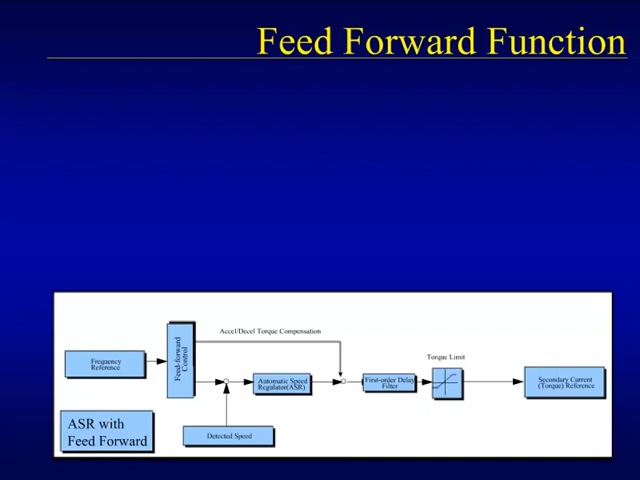 Feed Forward Function
Accel/Decel Torque Compensation
Feed-forward
Control
Torque Limit
Frequency
Reference
Automatic Speed
Regulator(ASR)
First-order Delay
Filter
Secondary Current
(Torque) Reference
ASR with
Feed Forward
Detected Speed